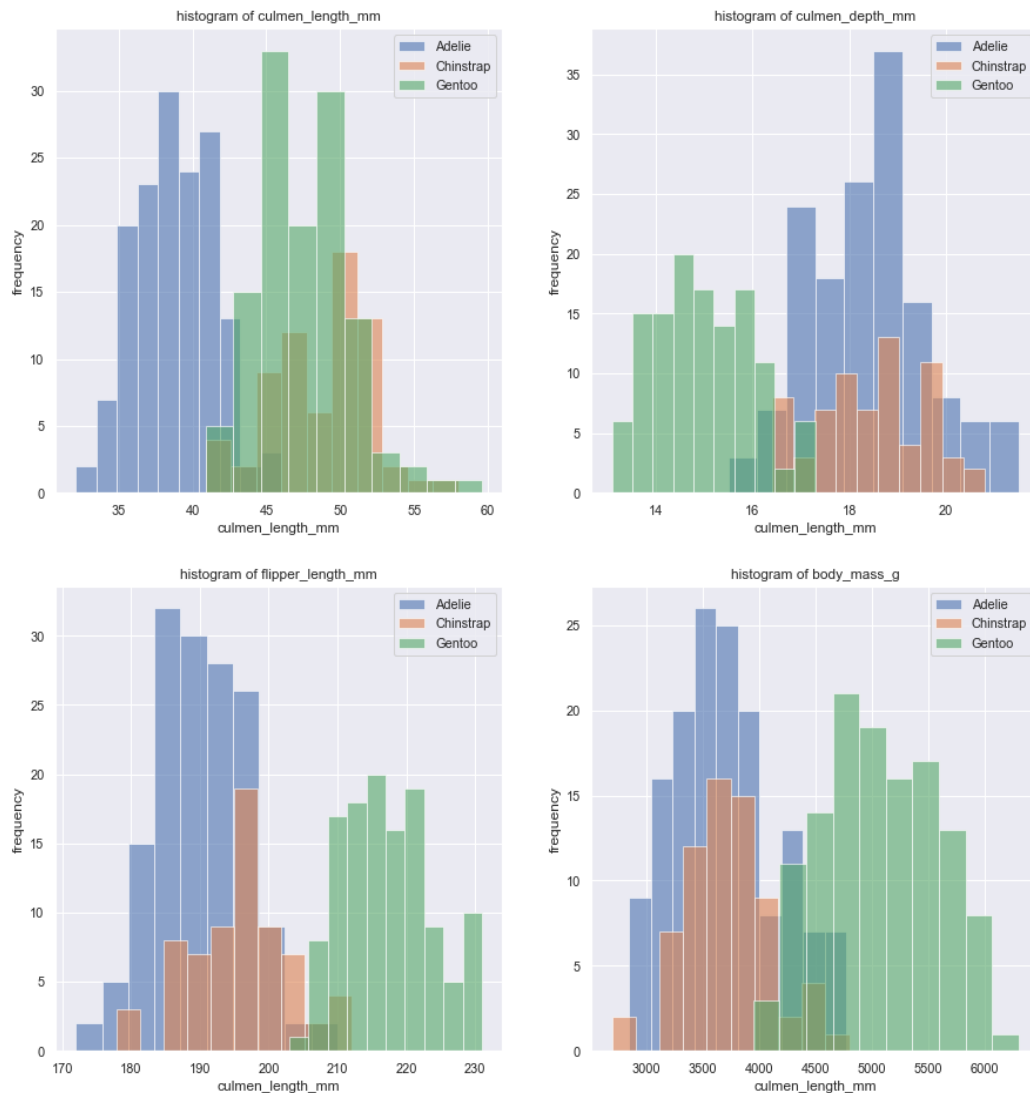 histogram of culmen_length_mm
Adelie
Chinstrap
Gentoo
frequency
30
25
20
15
10
5
0
35
40
45
50
55
60
culmen_length_mm
histogram of culmen_depth_mm
Adelie
Chinstrap
Gentoo
frequency
35
30
25
20
15
10
5
0
14
16
18
20
culmen_length_mm
histogram of flipper_length_mm
Adelie
Chinstrap
Gentoo
frequency
30
25
20
15
10
5
0
170
180
190
200
210
220
230
culmen_length_mm
histogram of body_mass_g
Adelie
Chinstrap
Gentoo
frequency
25
20
15
10
5
0
3000
3500
4000
4500
5000
5500
6000
culmen_length_mm